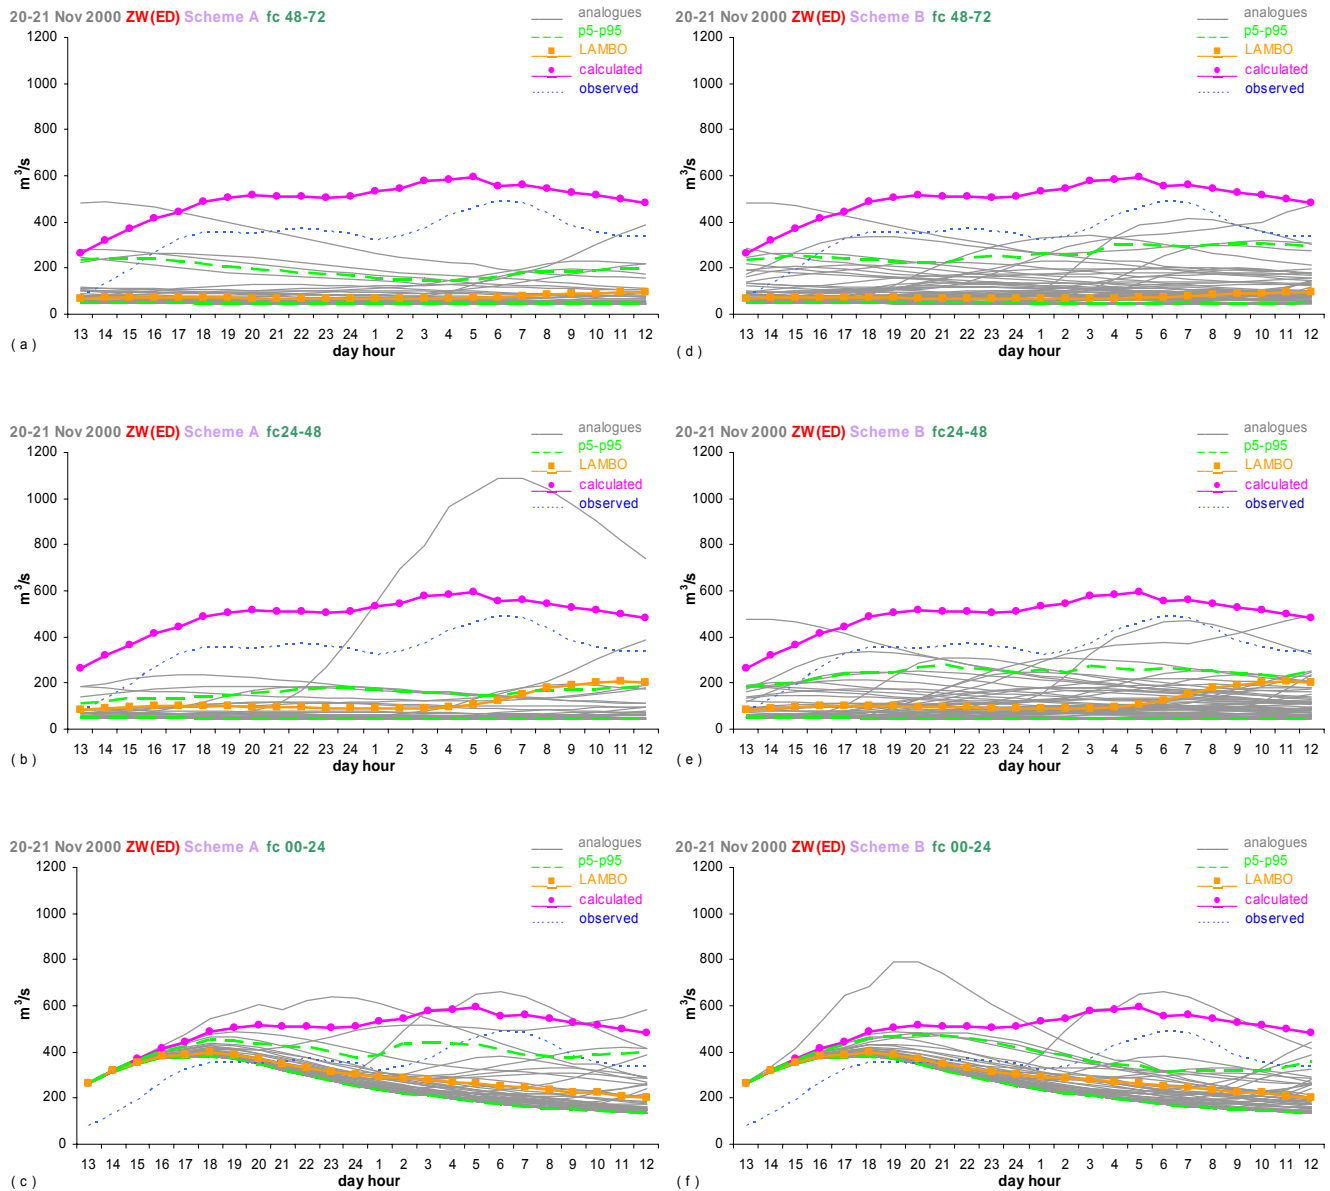 20-21 Nov 2000 ZW(ED) Scheme A fc 48-72
analogues
p5-p95
LAMBO
calculated
observed
1200
1000
800
600
400
200
0
m³/s
13 14 15 16 17 18 19 20 21 22 23 24 1 2 3 4 5 6 7 8 9 10 11 12
day hour
(a)
20-21 Nov 2000 ZW(ED) Scheme B fc 48-72
analogues
p5-p95
LAMBO
calculated
observed
1200
1000
800
600
400
200
0
m³/s
13 14 15 16 17 18 19 20 21 22 23 24 1 2 3 4 5 6 7 8 9 10 11 12
day hour
(d)
20-21 Nov 2000 ZW(ED) Scheme A fc24-48
analogues
p5-p95
LAMBO
calculated
observed
1200
1000
800
600
400
200
0
m³/s
13 14 15 16 17 18 19 20 21 22 23 24 1 2 3 4 5 6 7 8 9 10 11 12
day hour
(b)
20-21 Nov 2000 ZW(ED) Scheme B fc24-48
analogues
p5-p95
LAMBO
calculated
observed
1200
1000
800
600
400
200
0
m³/s
13 14 15 16 17 18 19 20 21 22 23 24 1 2 3 4 5 6 7 8 9 10 11 12
day hour
(e)
20-21 Nov 2000 ZW(ED) Scheme A fc 00-24
analogues
p5-p95
LAMBO
calculated
observed
1200
1000
800
600
400
200
0
m³/s
13 14 15 16 17 18 19 20 21 22 23 24 1 2 3 4 5 6 7 8 9 10 11 12
day hour
(c)
20-21 Nov 2000 ZW(ED) Scheme B fc 00-24
analogues
p5-p95
LAMBO
calculated
observed
1200
1000
800
600
400
200
0
m³/s
13 14 15 16 17 18 19 20 21 22 23 24 1 2 3 4 5 6 7 8 9 10 11 12
day hour
(f)